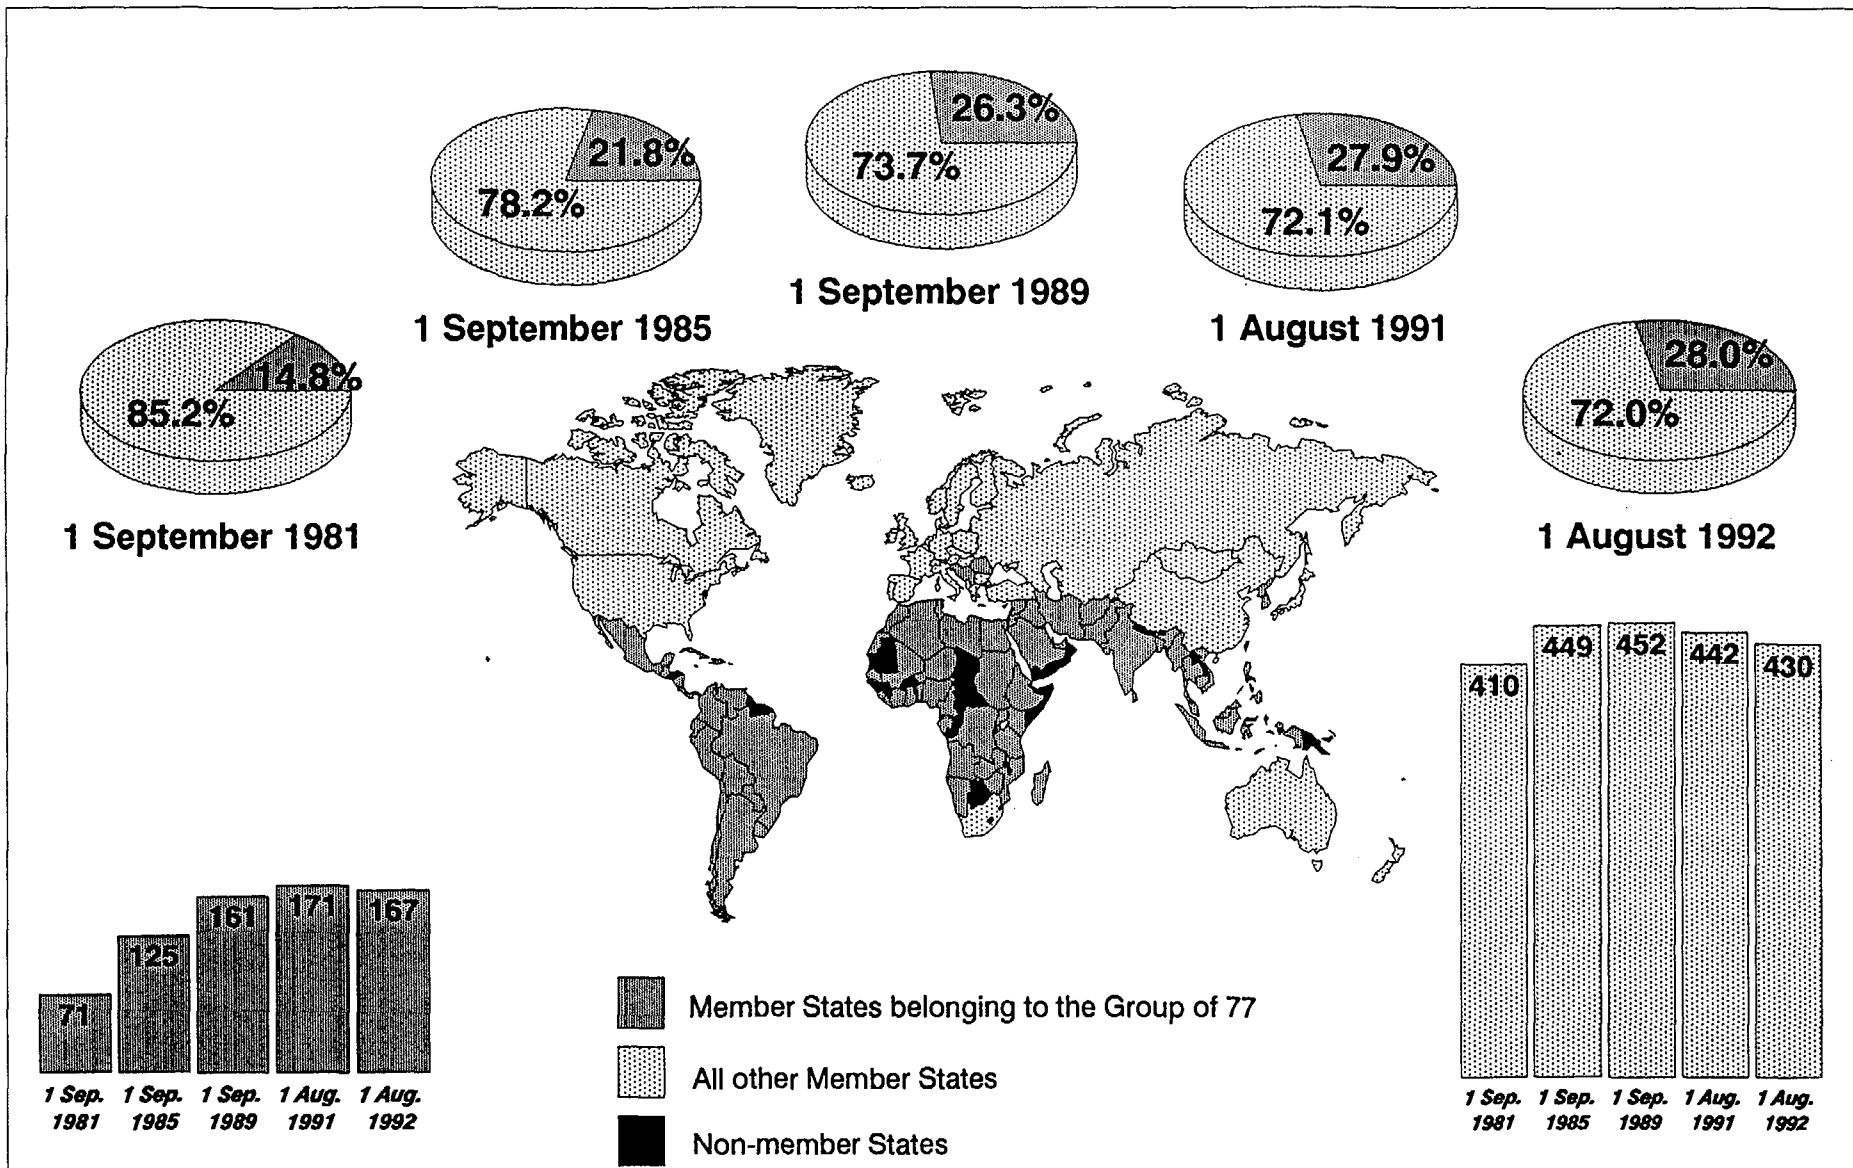 26.3%
73.7%
1 September 1989
21.8%
78.2%
1 September 1985
27.9%
72.1%
1 August 1991
14.8%
85.2%
1 September 1981
28.0%
72.0%
1 August 1992
71
125
161
171
167
1 Sep. 1 Sep. 1 Sep. 1 Aug. 1 Aug.
1981 1985 1989 1991 1992
Member States belonging to the Group of 77
All other Member States
Non-member States
410
449
452
442
430
1 Sep. 1 Sep. 1 Sep. 1 Aug. 1 Aug.
1981 1985 1989 1991 1992